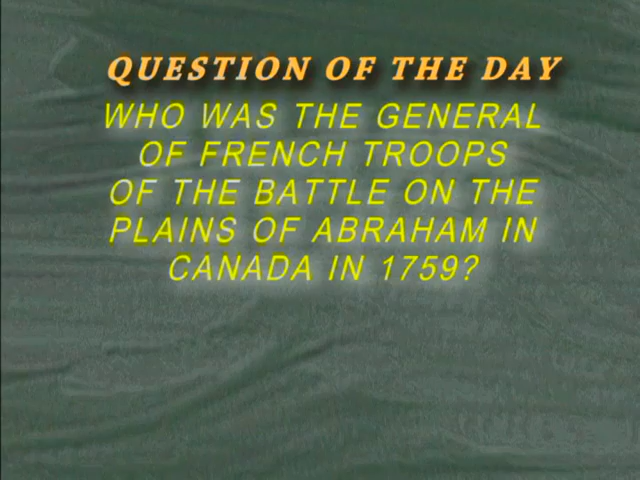 QUESTION OF THE DAY
WHO WAS THE GENERAL
OF FRENCH TROOPS
OF THE BATTLE ON THE
PLAINS OF ABRAHAM IN
CANADA IN 1759?